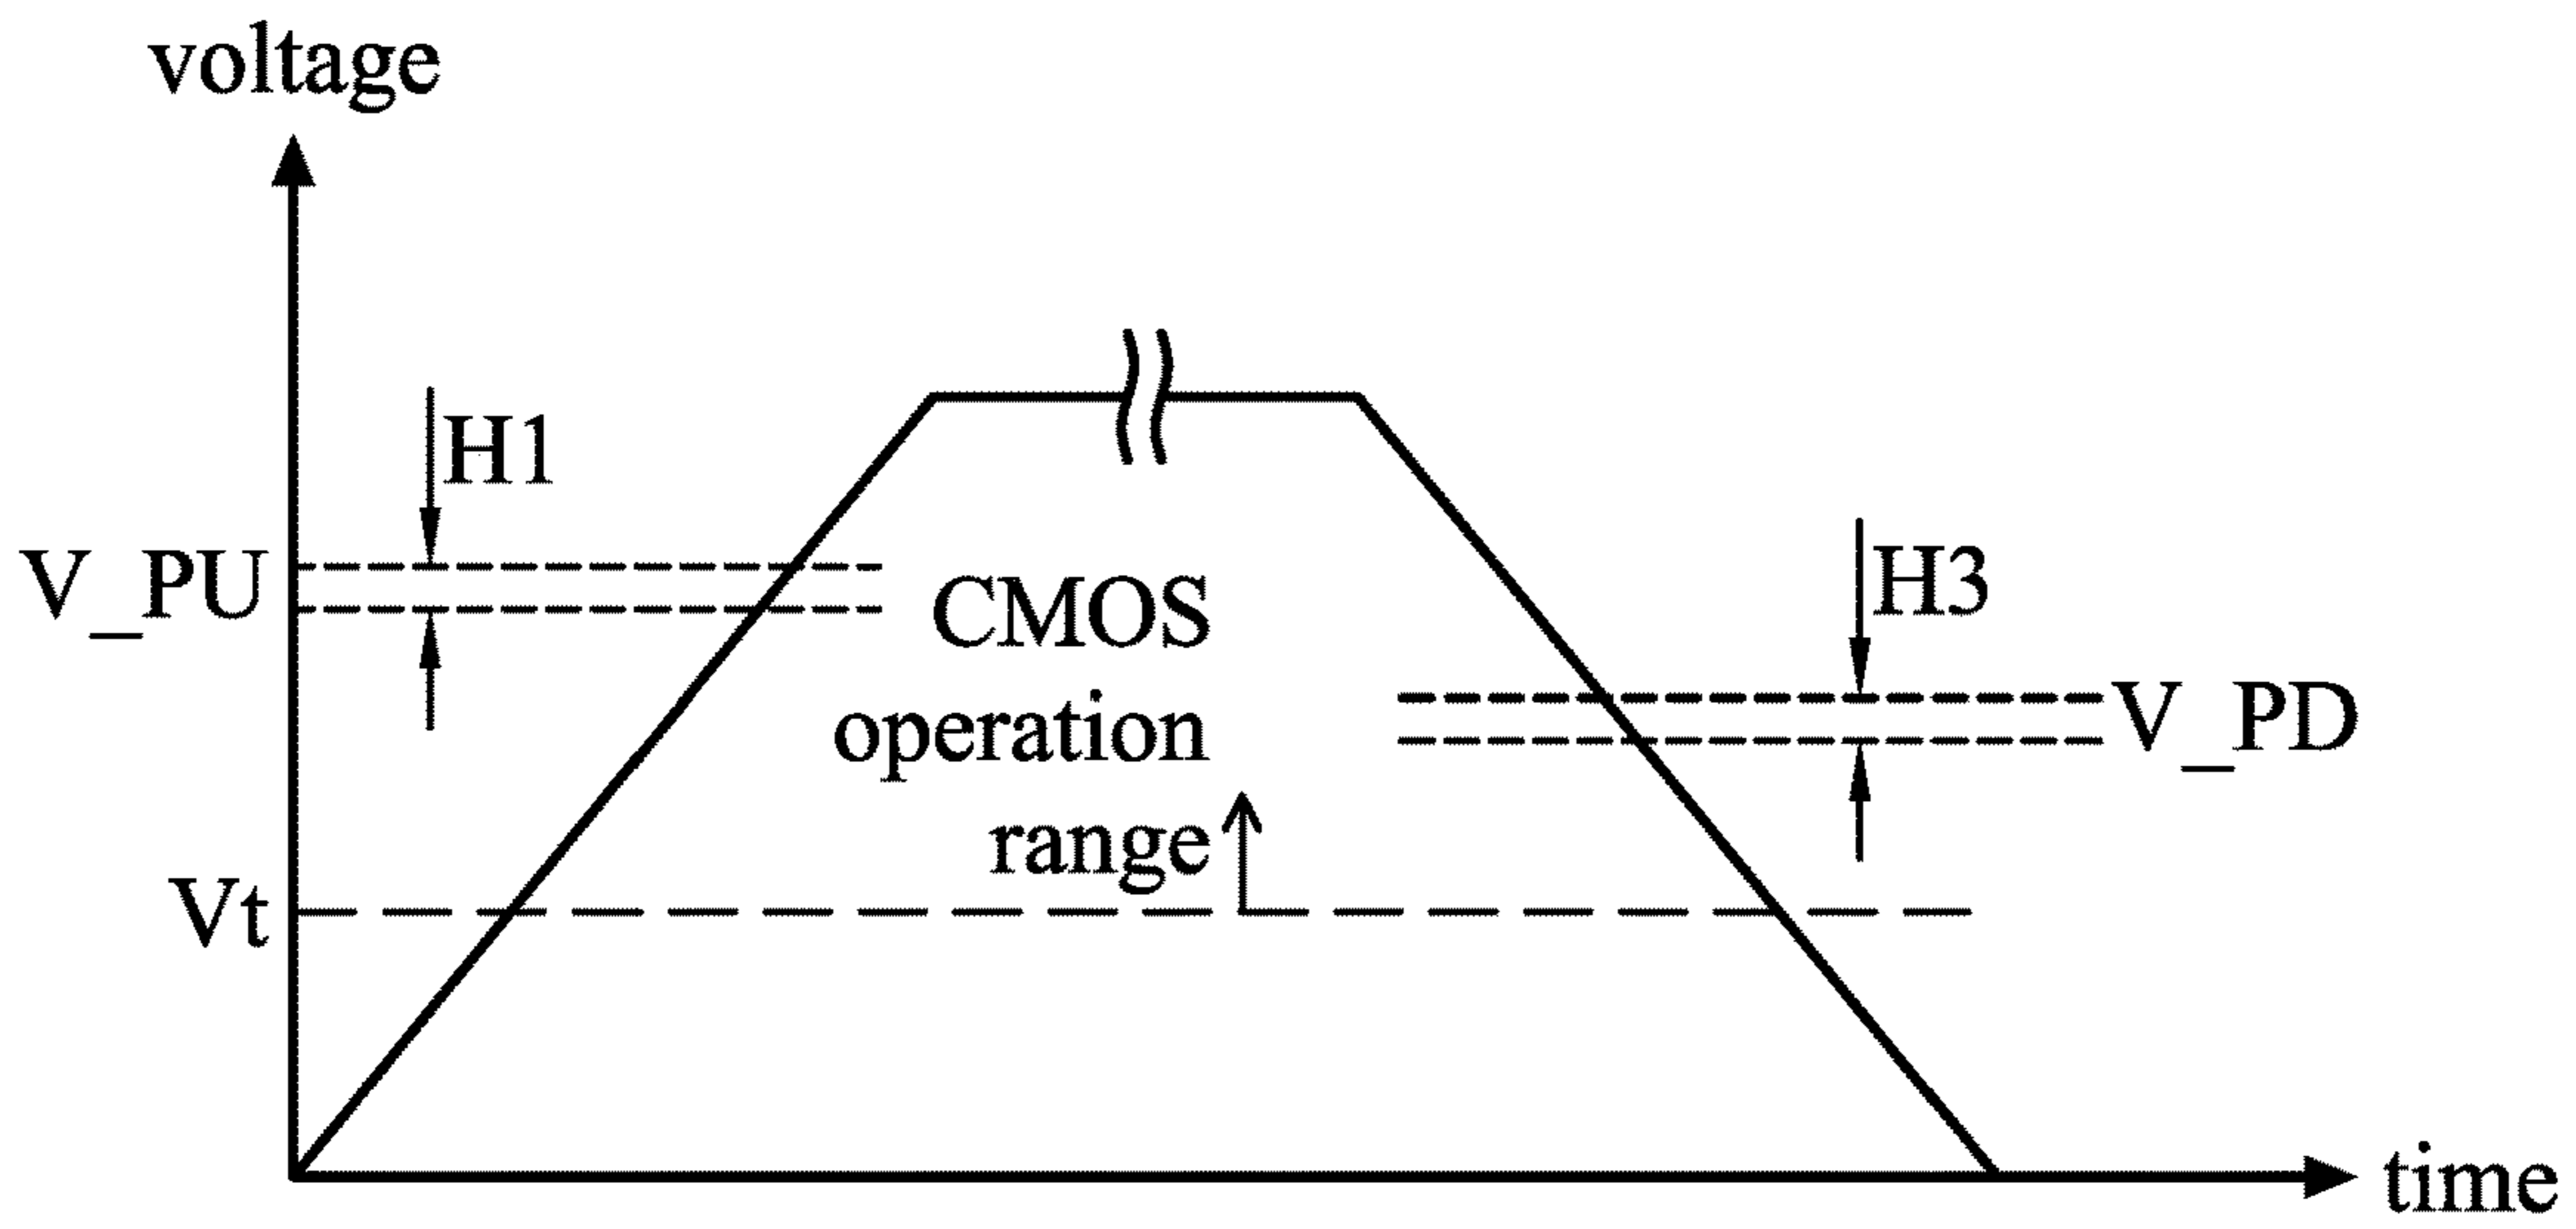 voltage
H1
V_PU
CMOS
operation
range
H3
V_PD
Vt
time